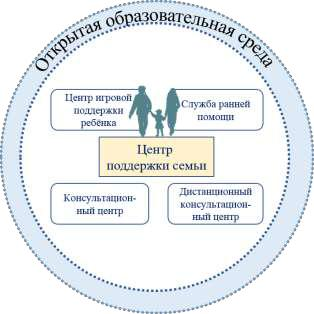 Открытая образовательная среда
Центр игровой
поддержки
ребёнка
Служба ранней
помощи
Центр
поддержки семьи
Консультацион-
ный центр
Дистанционный
консультацион-
ный центр